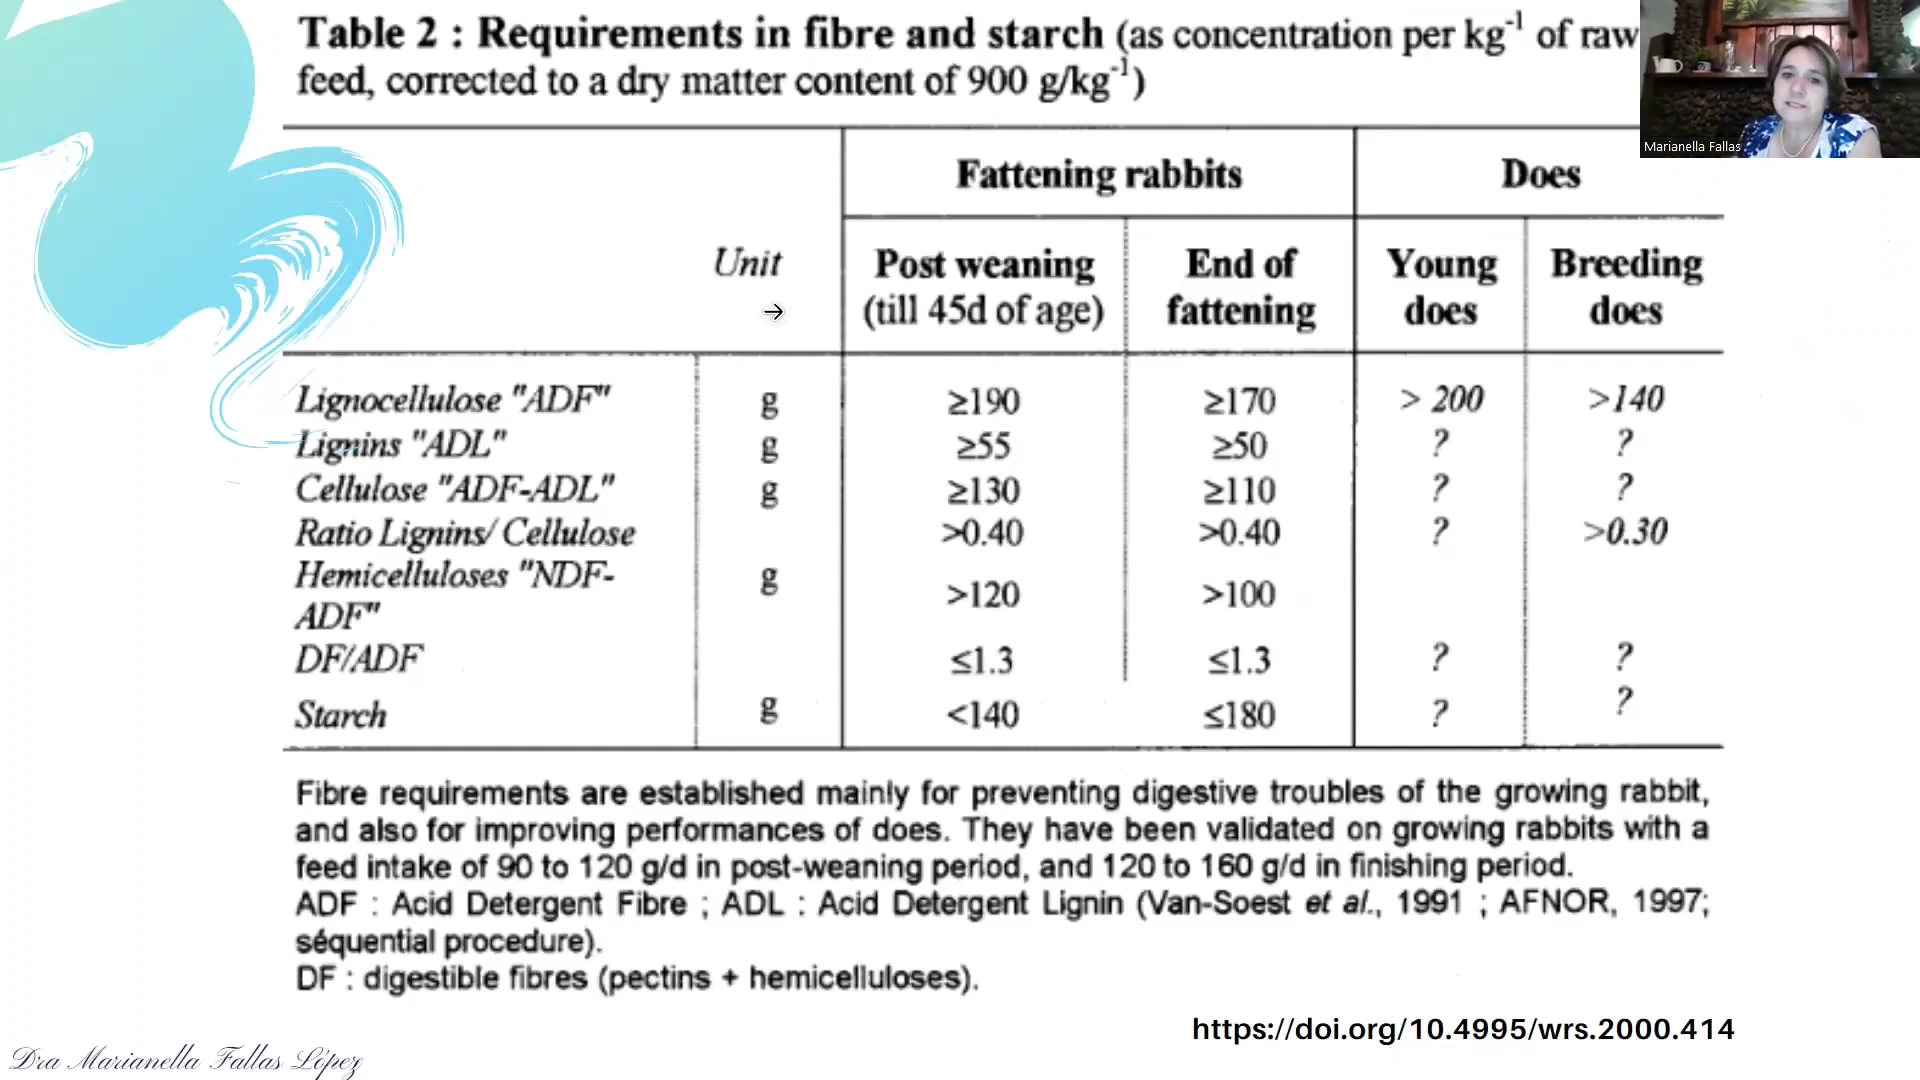 Table 2 : Requirements in fibre and starch (as concentration per kg⁻¹ of raw
feed, corrected to a dry matter content of 900 g/kg⁻¹)
Marianella Fallas
Fattening rabbits Does
Unit Post weaning End of Young Breeding
→ (till 45d of age) fattening does does
Lignocellulose "ADF" g ≥190 ≥170 > 200 >140
Lignins "ADL" g ≥55 ≥50 ? ?
Cellulose "ADF-ADL" g ≥130 ≥110 ? ?
Ratio Lignins/ Cellulose >0.40 >0.40 ? >0.30
Hemicelluloses "NDF- g >120 >100
ADF"
DF/ADF ≤1.3 ≤1.3 ? ?
Starch g <140 ≤180 ? ?
Fibre requirements are established mainly for preventing digestive troubles of the growing rabbit,
and also for improving performances of does. They have been validated on growing rabbits with a
feed intake of 90 to 120 g/d in post-weaning period, and 120 to 160 g/d in finishing period.
ADF : Acid Detergent Fibre ; ADL : Acid Detergent Lignin (Van-Soest et al., 1991 ; AFNOR, 1997;
séquential procedure).
DF : digestible fibres (pectins + hemicelluloses).
https://doi.org/10.4995/wrs.2000.414
Dra Marianella Fallas López